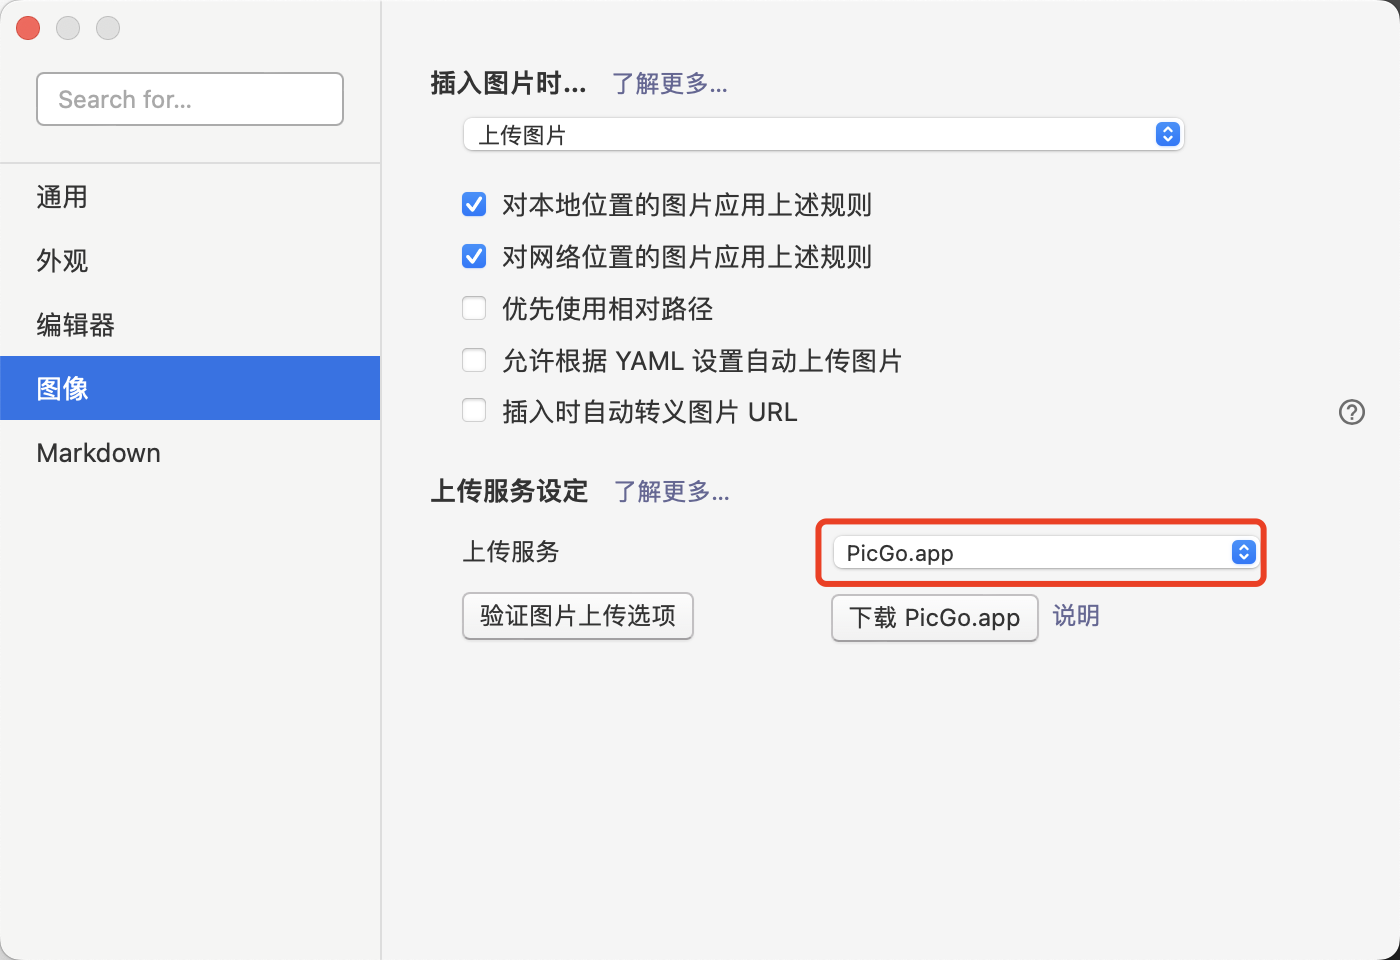 Search for...
通用
外观
编辑器
图像
Markdown
插入图片时... 了解更多...
上传图片
对本地位置的图片应用上述规则
对网络位置的图片应用上述规则
优先使用相对路径
允许根据 YAML 设置自动上传图片
插入时自动转义图片 URL
?
上传服务设定 了解更多...
上传服务 PicGo.app
验证图片上传选项 下载 PicGo.app 说明